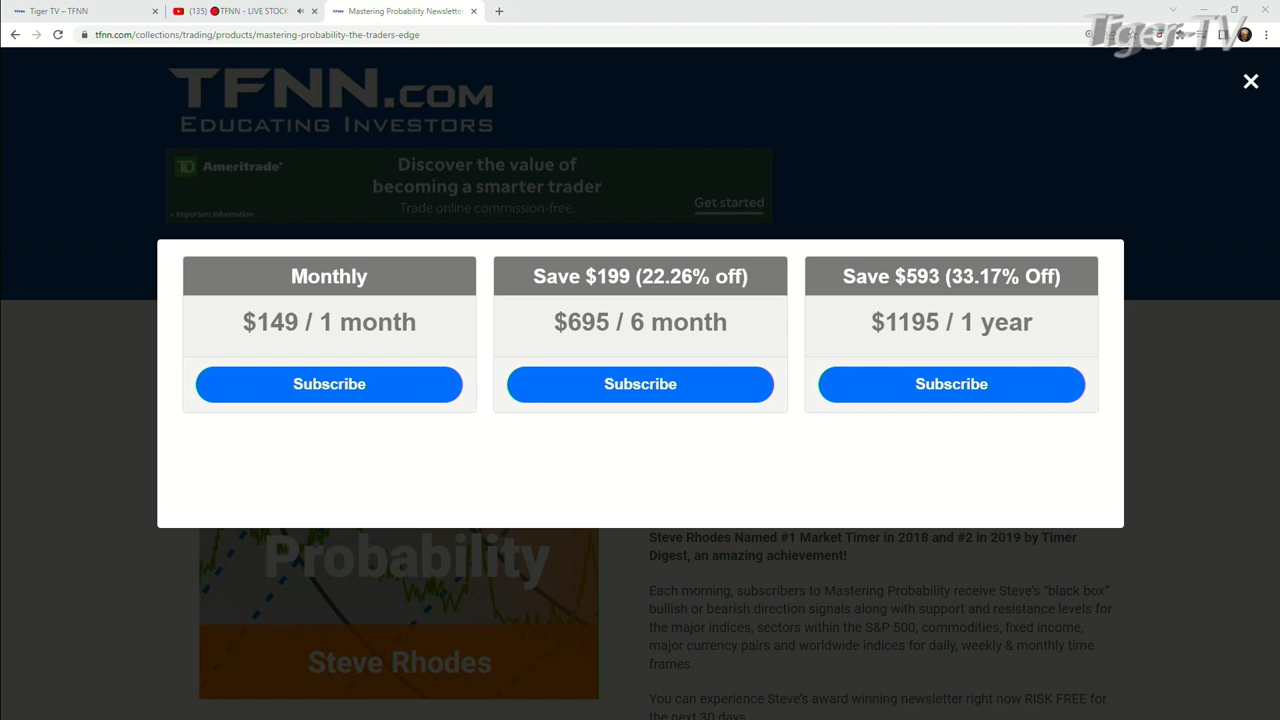 Tiger TV – TFNN
(135) 🔴TFNN - LIVE STOCK
Mastering Probability Newsletter
tfnn.com/collections/trading/products/mastering-probability-the-traders-edge
Tiger TV
TFNN.COM
EDUCATING INVESTORS
TD Ameritrade
Discover the value of
becoming a smarter trader
Trade online commission-free.
Get started
› Important Information
Monthly
$149 / 1 month
Subscribe
Save $199 (22.26% off)
$695 / 6 month
Subscribe
Save $593 (33.17% Off)
$1195 / 1 year
Subscribe
Probability
Steve Rhodes
Steve Rhodes Named #1 Market Timer in 2018 and #2 in 2019 by Timer
Digest, an amazing achievement!
Each morning, subscribers to Mastering Probability receive Steve's "black box"
bullish or bearish direction signals along with support and resistance levels for
the major indices, sectors within the S&P 500, commodities, fixed income,
major currency pairs and worldwide indices for daily, weekly & monthly time
frames.
You can experience Steve's award winning newsletter right now RISK FREE for
the next 30 days